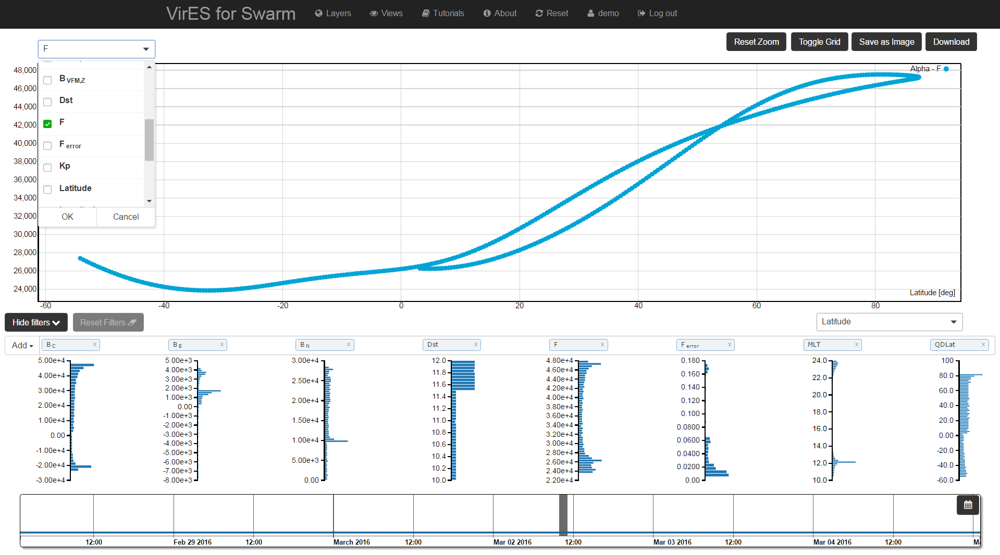 VirES for Swarm Layers Views Tutorials About Reset demo Log out
F
Reset Zoom Toggle Grid Save as Image Download
B VFM,Z
Dst
F
F error
Kp
Latitude
OK Cancel
48,000
46,000
44,000
42,000
40,000
38,000
36,000
34,000
32,000
30,000
28,000
26,000
24,000
Alpha - F
Latitude [deg]
-60 -40 -20 0 20 40 60 80
Hide filters Reset Filters Latitude
Add B C x B E x B N x Dst x F x F error x MLT x QDLat x
5.00e+4
4.00e+4
3.00e+4
2.00e+4
1.00e+4
0.00
-1.00e+4
-2.00e+4
-3.00e+4
5.00e+3
4.00e+3
3.00e+3
2.00e+3
1.00e+3
0.00
-1.00e+3
-2.00e+3
-3.00e+3
-4.00e+3
-5.00e+3
-6.00e+3
-7.00e+3
-8.00e+3
3.00e+4
2.50e+4
2.00e+4
1.50e+4
1.00e+4
5.00e+3
0.00
12.0
11.8
11.6
11.4
11.2
11.0
10.8
10.6
10.4
10.2
10.0
4.80e+4
4.60e+4
4.40e+4
4.20e+4
4.00e+4
3.80e+4
3.60e+4
3.40e+4
3.20e+4
3.00e+4
2.80e+4
2.60e+4
2.40e+4
2.20e+4
0.180
0.160
0.140
0.120
0.100
0.0800
0.0600
0.0400
0.0200
0.00
24.0
22.0
20.0
18.0
16.0
14.0
12.0
10.0
100
80.0
60.0
40.0
20.0
0.00
-20.0
-40.0
-60.0
12:00 Feb 29 2016 12:00 March 2016 12:00 Mar 02 2016 12:00 Mar 03 2016 12:00 Mar 04 2016 12:00